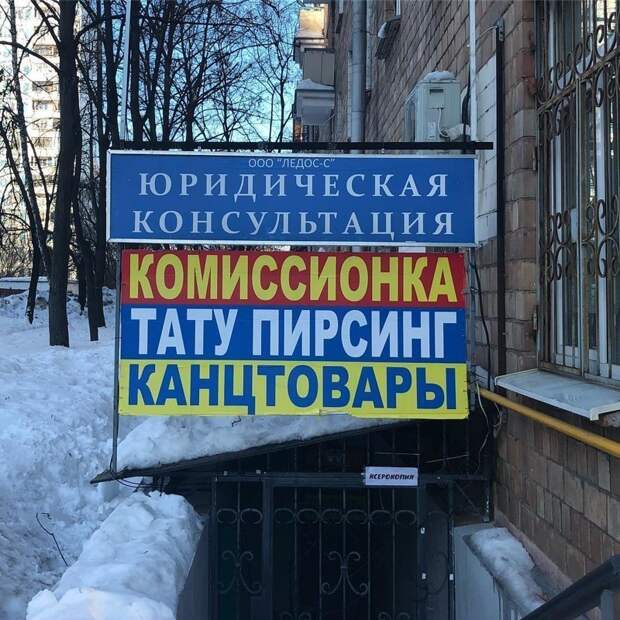 ООО "ЛЕДОС-С"
ЮРИДИЧЕСКАЯ
КОНСУЛЬТАЦИЯ
КОМИССИОНКА
ТАТУ ПИРСИНГ
КАНЦТОВАРЫ
КСЕРОКОПИЯ